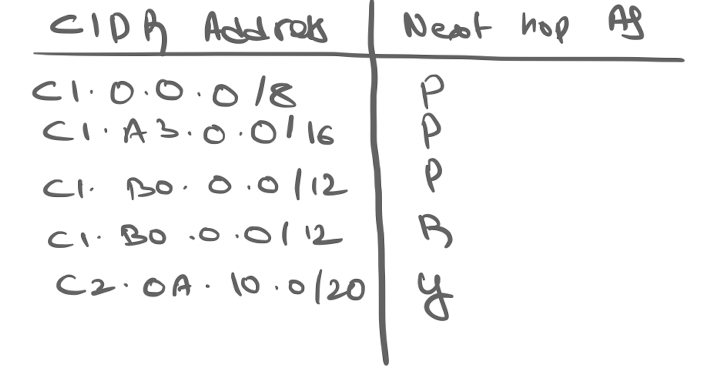 CIDR Address Next hop AS
C1.0.0.0/8 P
C1.A3.0.0/16 P
C1. B0.0.0/12 P
C1.B0.0.0/12 R
C2.0A.10.0/20 y